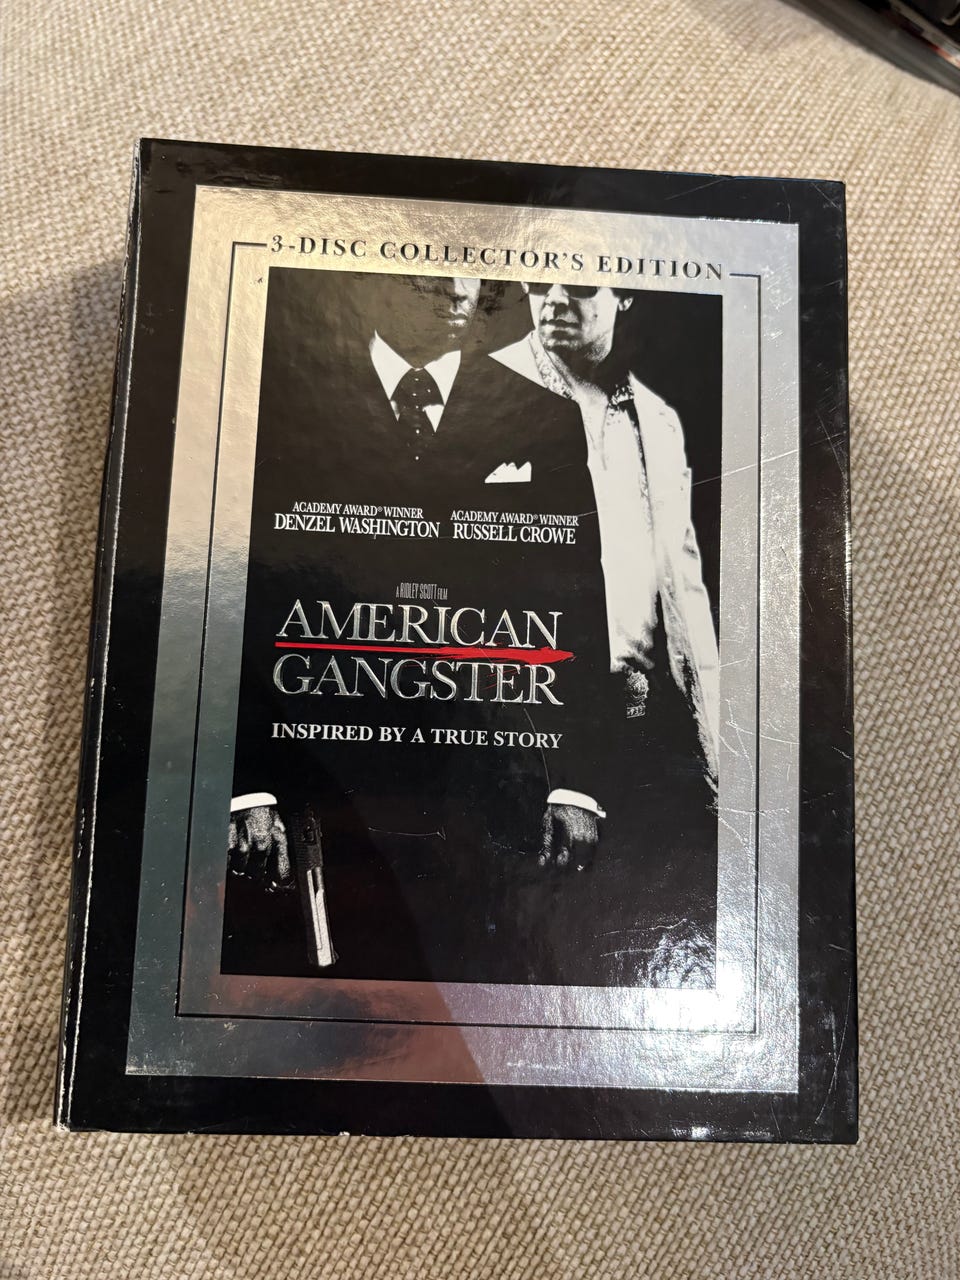 3-DISC COLLECTOR'S EDITION
ACADEMY AWARD® WINNER
DENZEL WASHINGTON
ACADEMY AWARD® WINNER
RUSSELL CROWE
A RIDLEY SCOTT FILM
AMERICAN
GANGSTER
INSPIRED BY A TRUE STORY